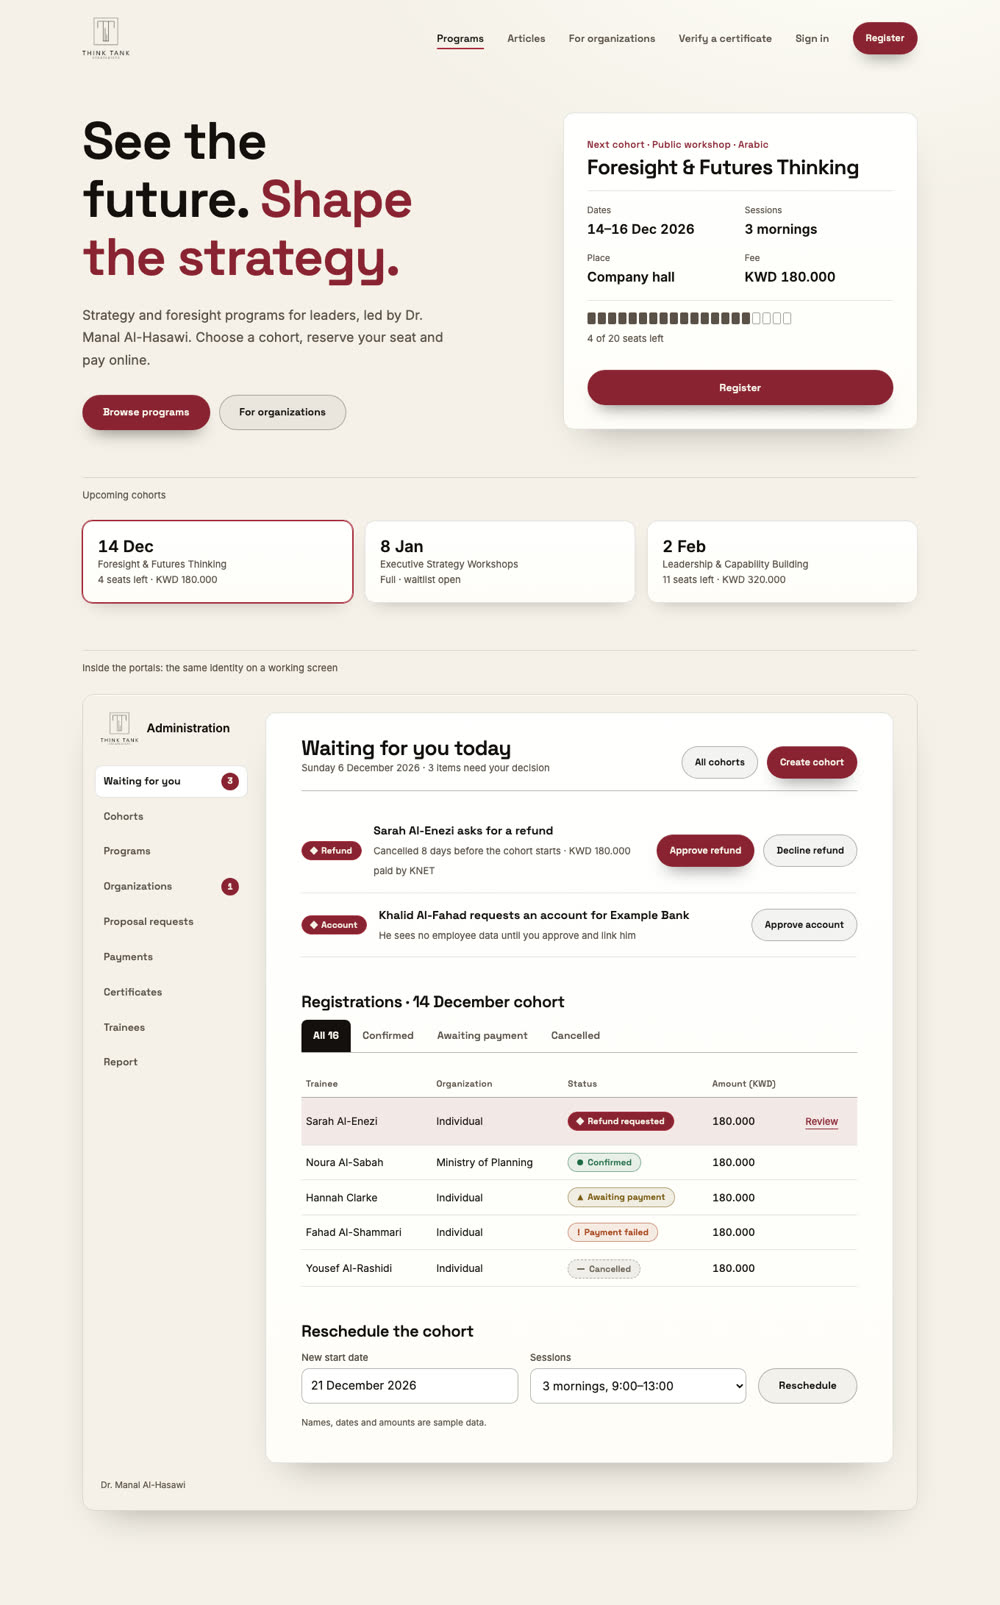 THINK TANK
Programs
Articles
For organizations
Verify a certificate
Sign in
Register
See the
future. Shape
the strategy.
Strategy and foresight programs for leaders, led by Dr.
Manal Al-Hasawi. Choose a cohort, reserve your seat and
pay online.
Browse programs
For organizations
Next cohort · Public workshop · Arabic
Foresight & Futures Thinking
Dates
14–16 Dec 2026
Sessions
3 mornings
Place
Company hall
Fee
KWD 180.000
4 of 20 seats left
Register
Upcoming cohorts
14 Dec
Foresight & Futures Thinking
4 seats left · KWD 180.000
8 Jan
Executive Strategy Workshops
Full · waitlist open
2 Feb
Leadership & Capability Building
11 seats left · KWD 320.000
Inside the portals: the same identity on a working screen
THINK TANK
Administration
Waiting for you 3
Cohorts
Programs
Organizations 1
Proposal requests
Payments
Certificates
Trainees
Report
Dr. Manal Al-Hasawi
Waiting for you today
Sunday 6 December 2026 · 3 items need your decision
All cohorts
Create cohort
◆ Refund
Sarah Al-Enezi asks for a refund
Cancelled 8 days before the cohort starts · KWD 180.000
paid by KNET
Approve refund
Decline refund
◆ Account
Khalid Al-Fahad requests an account for Example Bank
He sees no employee data until you approve and link him
Approve account
Registrations · 14 December cohort
All 16
Confirmed
Awaiting payment
Cancelled
Trainee Organization Status Amount (KWD)
Sarah Al-Enezi Individual ◆ Refund requested 180.000 Review
Noura Al-Sabah Ministry of Planning ● Confirmed 180.000
Hannah Clarke Individual ▲ Awaiting payment 180.000
Fahad Al-Shammari Individual ! Payment failed 180.000
Yousef Al-Rashidi Individual — Cancelled 180.000
Reschedule the cohort
New start date
21 December 2026
Sessions
3 mornings, 9:00–13:00
Reschedule
Names, dates and amounts are sample data.